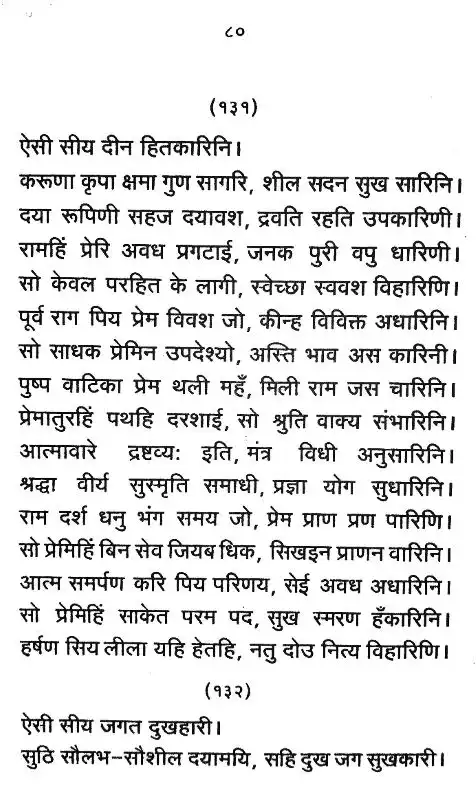 ८०
(१३१)
ऐसी सीय दीन हितकारिनि।
करूणा कृपा क्षमा गुण सागरि, शील सदन सुख सारिनि।
दया रूपिणी सहज दयावश, द्रवति रहति उपकारिणी।
रामहिं प्रेरि अवध प्रगटाई, जनक पुरी वपु धारिणी।
सो केवल परहित के लागी, स्वेच्छा स्ववश विहारिणि।
पूर्व राग पिय प्रेम विवश जो, कीन्ह विविक्त अधारिनि।
सो साधक प्रेमिन उपदेश्यो, अस्ति भाव अस कारिनी।
पुष्प वाटिका प्रेम थली महँ, मिली राम जस चारिनि।
प्रेमातुरहिं पथहि दरशाई, सो श्रुति वाक्य संभारिनि।
आत्मावारे द्रष्टव्य: इति, मंत्र विधी अनुसारिनि।
श्रद्धा वीर्य सुस्मृति समाधी, प्रज्ञा योग सुधारिनि।
राम दर्श धनु भंग समय जो, प्रेम प्राण प्रण पारिणि।
सो प्रेमिहिं बिन सेव जियब धिक, सिखइन प्राणन वारिनि।
आत्म समर्पण करि पिय परिणय, सेई अवध अधारिनि।
सो प्रेमिहिं साकेत परम पद, सुख स्मरण हँकारिनि।
हर्षण सिय लीला यहि हेतहि, नतु दोउ नित्य विहारिणि।
(१३२)
ऐसी सीय जगत दुखहारी।
सुठि सौलभ-सौशील दयामयि, सहि दुख जग सुखकारी।